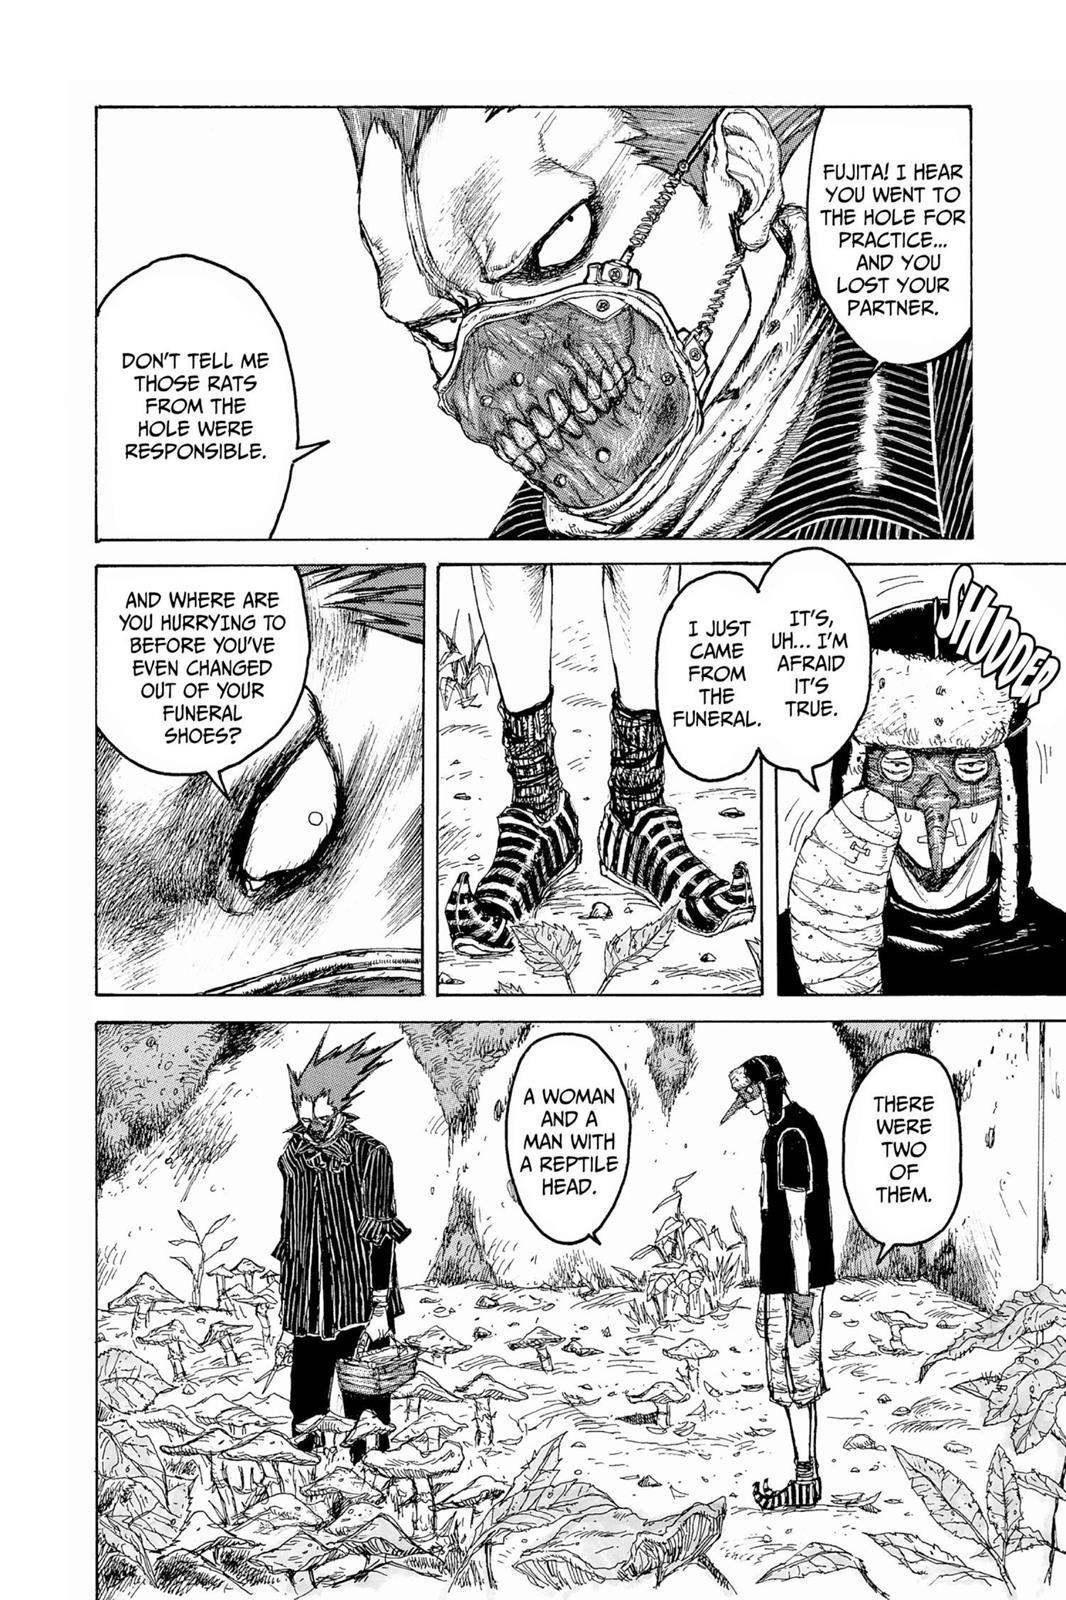 FUJITA! I HEAR
YOU WENT TO
THE HOLE FOR
PRACTICE...
AND YOU
LOST YOUR
PARTNER.
DON'T TELL ME
THOSE RATS
FROM THE
HOLE WERE
RESPONSIBLE.
SHUDDER
IT'S,
UH... I'M
AFRAID
IT'S
TRUE.
I JUST
CAME
FROM
THE
FUNERAL.
AND WHERE ARE
YOU HURRYING TO
BEFORE YOU'VE
EVEN CHANGED
OUT OF YOUR
FUNERAL
SHOES?
THERE
WERE
TWO
OF
THEM.
A WOMAN
AND A
MAN WITH
A REPTILE
HEAD.